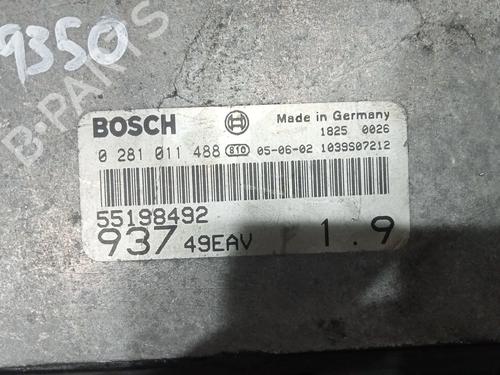 9350
B-PARTS
BOSCH Made in Germany
1825 0026
0 281 011 488 810 05-06-02 1039S07212
55198492
937 49EAV 1.9